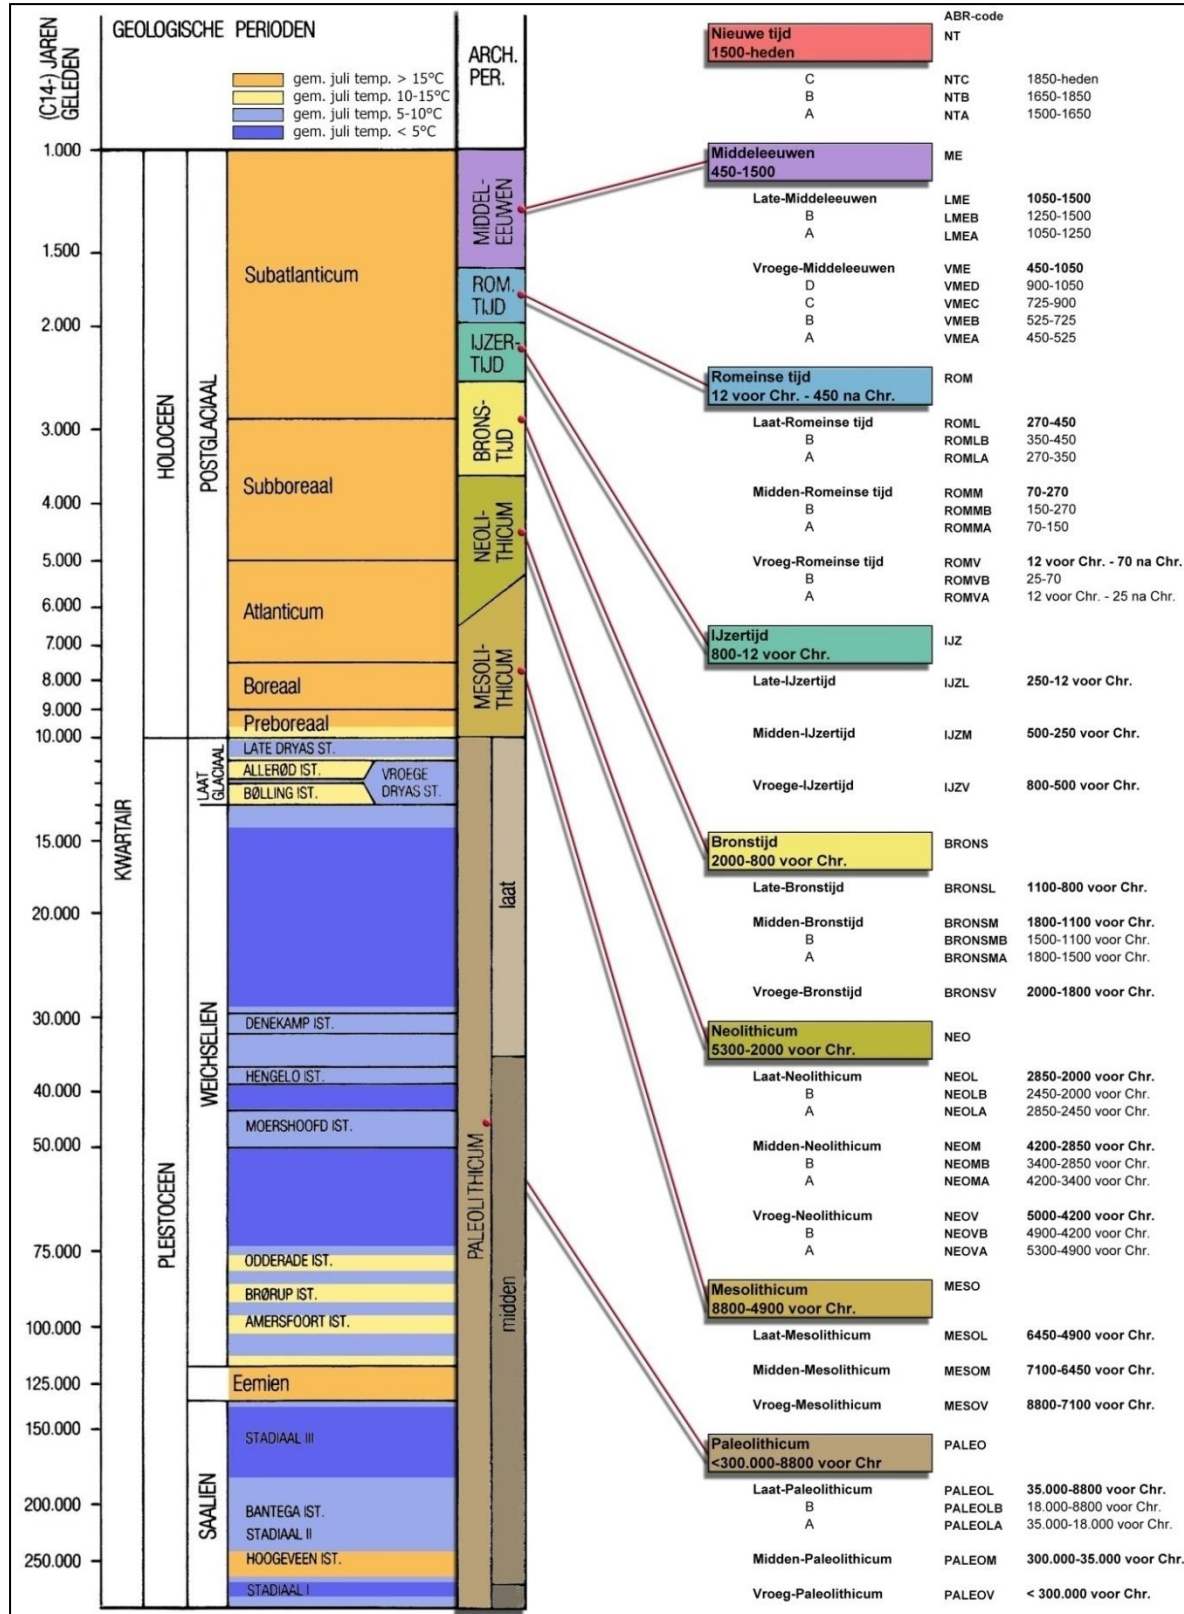 GEOLOGISCHE PERIODEN
(C14-) JAREN
GELEDEN
ARCH.
PER.
gem. juli temp. > 15°C
gem. juli temp. 10-15°C
gem. juli temp. 5-10°C
gem. juli temp. < 5°C
1.000
1.500
2.000
3.000
4.000
5.000
6.000
7.000
8.000
9.000
10.000
15.000
20.000
30.000
40.000
50.000
75.000
100.000
125.000
150.000
200.000
250.000
KWARTAIR
HOLOCEEN
PLEISTOCEEN
POSTGLACIAAL
LAAT
GLACIAAL
WEICHSELIEN
SAALIEN
Subatlanticum
Subboreaal
Atlanticum
Boreaal
Preboreaal
LATE DRYAS ST.
ALLERØD IST.
VROEGE
DRYAS ST.
BØLLING IST.
DENEKAMP IST.
HENGELO IST.
MOERSHOOFD IST.
ODDERADE IST.
BRØRUP IST.
AMERSFOORT IST.
Eemien
STADIAAL III
BANTEGA IST.
STADIAAL II
HOOGEVEEN IST.
STADIAAL I
MIDDEL-
EEUWEN
ROM.
TIJD
IJZER-
TIJD
BRONS-
TIJD
NEOLI-
THICUM
MESOLI-
THICUM
PALEOLITHICUM
laat
midden
ABR-code
Nieuwe tijd NT
1500-heden
C NTC 1850-heden
B NTB 1650-1850
A NTA 1500-1650
Middeleeuwen ME
450-1500
Late-Middeleeuwen LME 1050-1500
B LMEB 1250-1500
A LMEA 1050-1250
Vroege-Middeleeuwen VME 450-1050
D VMED 900-1050
C VMEC 725-900
B VMEB 525-725
A VMEA 450-525
Romeinse tijd ROM
12 voor Chr. - 450 na Chr.
Laat-Romeinse tijd ROML 270-450
B ROMLB 350-450
A ROMLA 270-350
Midden-Romeinse tijd ROMM 70-270
B ROMMB 150-270
A ROMMA 70-150
Vroeg-Romeinse tijd ROMV 12 voor Chr. - 70 na Chr.
B ROMVB 25-70
A ROMVA 12 voor Chr. - 25 na Chr.
IJzertijd IJZ
800-12 voor Chr.
Late-IJzertijd IJZL 250-12 voor Chr.
Midden-IJzertijd IJZM 500-250 voor Chr.
Vroege-IJzertijd IJZV 800-500 voor Chr.
Bronstijd BRONS
2000-800 voor Chr.
Late-Bronstijd BRONSL 1100-800 voor Chr.
Midden-Bronstijd BRONSM 1800-1100 voor Chr.
B BRONSMB 1500-1100 voor Chr.
A BRONSMA 1800-1500 voor Chr.
Vroege-Bronstijd BRONSV 2000-1800 voor Chr.
Neolithicum NEO
5300-2000 voor Chr.
Laat-Neolithicum NEOL 2850-2000 voor Chr.
B NEOLB 2450-2000 voor Chr.
A NEOLA 2850-2450 voor Chr.
Midden-Neolithicum NEOM 4200-2850 voor Chr.
B NEOMB 3400-2850 voor Chr.
A NEOMA 4200-3400 voor Chr.
Vroeg-Neolithicum NEOV 5000-4200 voor Chr.
B NEOVB 4900-4200 voor Chr.
A NEOVA 5300-4900 voor Chr.
Mesolithicum MESO
8800-4900 voor Chr.
Laat-Mesolithicum MESOL 6450-4900 voor Chr.
Midden-Mesolithicum MESOM 7100-6450 voor Chr.
Vroeg-Mesolithicum MESOV 8800-7100 voor Chr.
Paleolithicum PALEO
<300.000-8800 voor Chr
Laat-Paleolithicum PALEOL 35.000-8800 voor Chr.
B PALEOLB 18.000-8800 voor Chr.
A PALEOLA 35.000-18.000 voor Chr.
Midden-Paleolithicum PALEOM 300.000-35.000 voor Chr.
Vroeg-Paleolithicum PALEOV < 300.000 voor Chr.